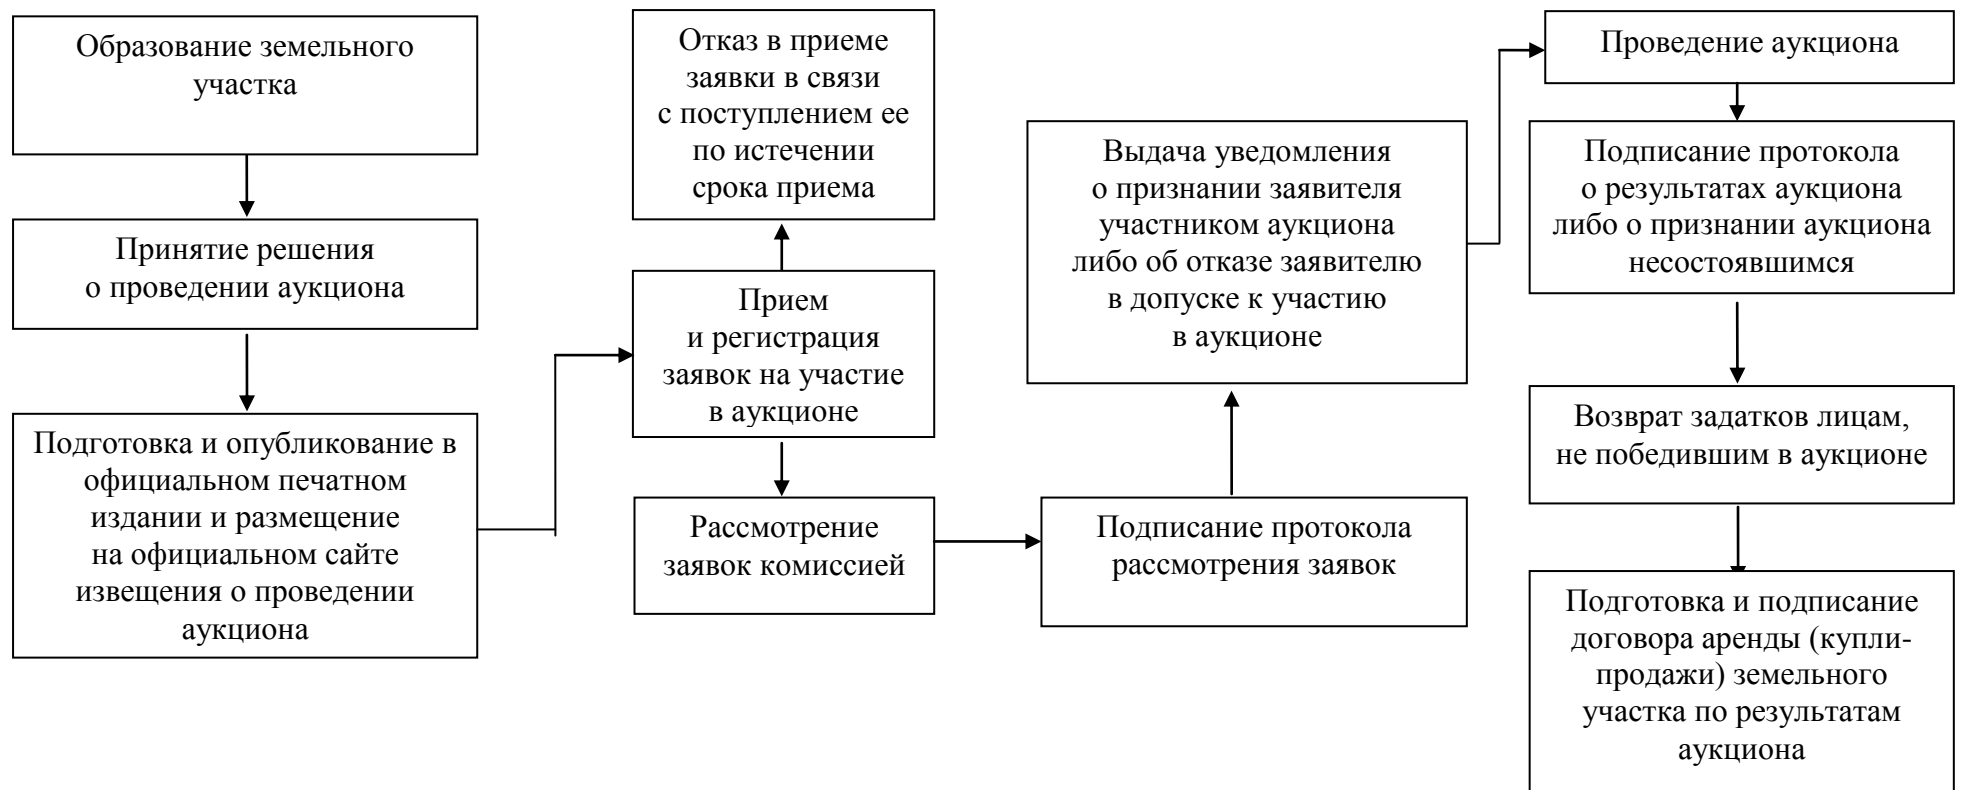 Образование земельного
участка
Принятие решения
о проведении аукциона
Подготовка и опубликование в
официальном печатном
издании и размещение
на официальном сайте
извещения о проведении
аукциона
Отказ в приеме
заявки в связи
с поступлением ее
по истечении
срока приема
Прием
и регистрация
заявок на участие
в аукционе
Рассмотрение
заявок комиссией
Подписание протокола
рассмотрения заявок
Выдача уведомления
о признании заявителя
участником аукциона
либо об отказе заявителю
в допуске к участию
в аукционе
Проведение аукциона
Подписание протокола
о результатах аукциона
либо о признании аукциона
несостоявшимся
Возврат задатков лицам,
не победившим в аукционе
Подготовка и подписание
договора аренды (купли-
продажи) земельного
участка по результатам
аукциона